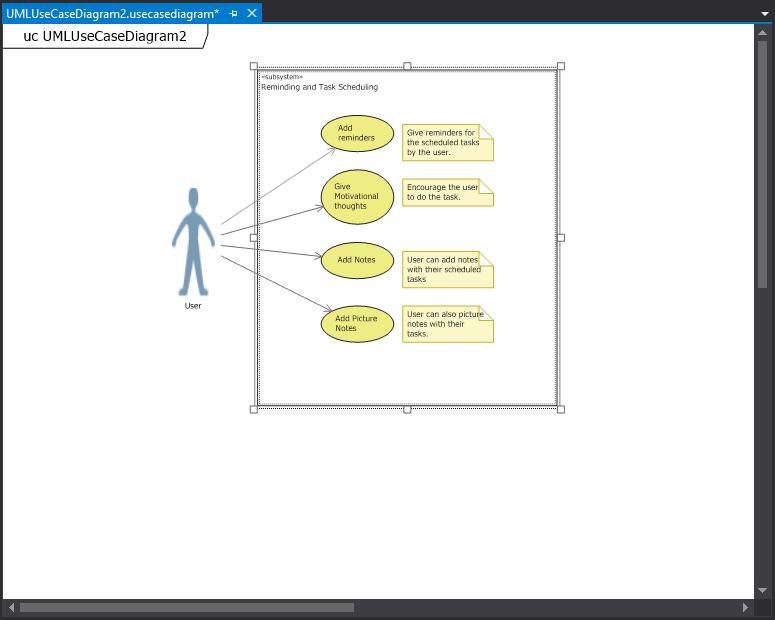 UMLUseCaseDiagram2.usecasediagram*
uc UMLUseCaseDiagram2
«subsystem»
Reminding and Task Scheduling
Add
reminders
Give reminders for
the scheduled tasks
by the user.
Give
Motivational
thoughts
Encourage the user
to do the task.
Add Notes
User can add notes
with their scheduled
tasks
Add Picture
Notes
User can also picture
notes with their
tasks.
User